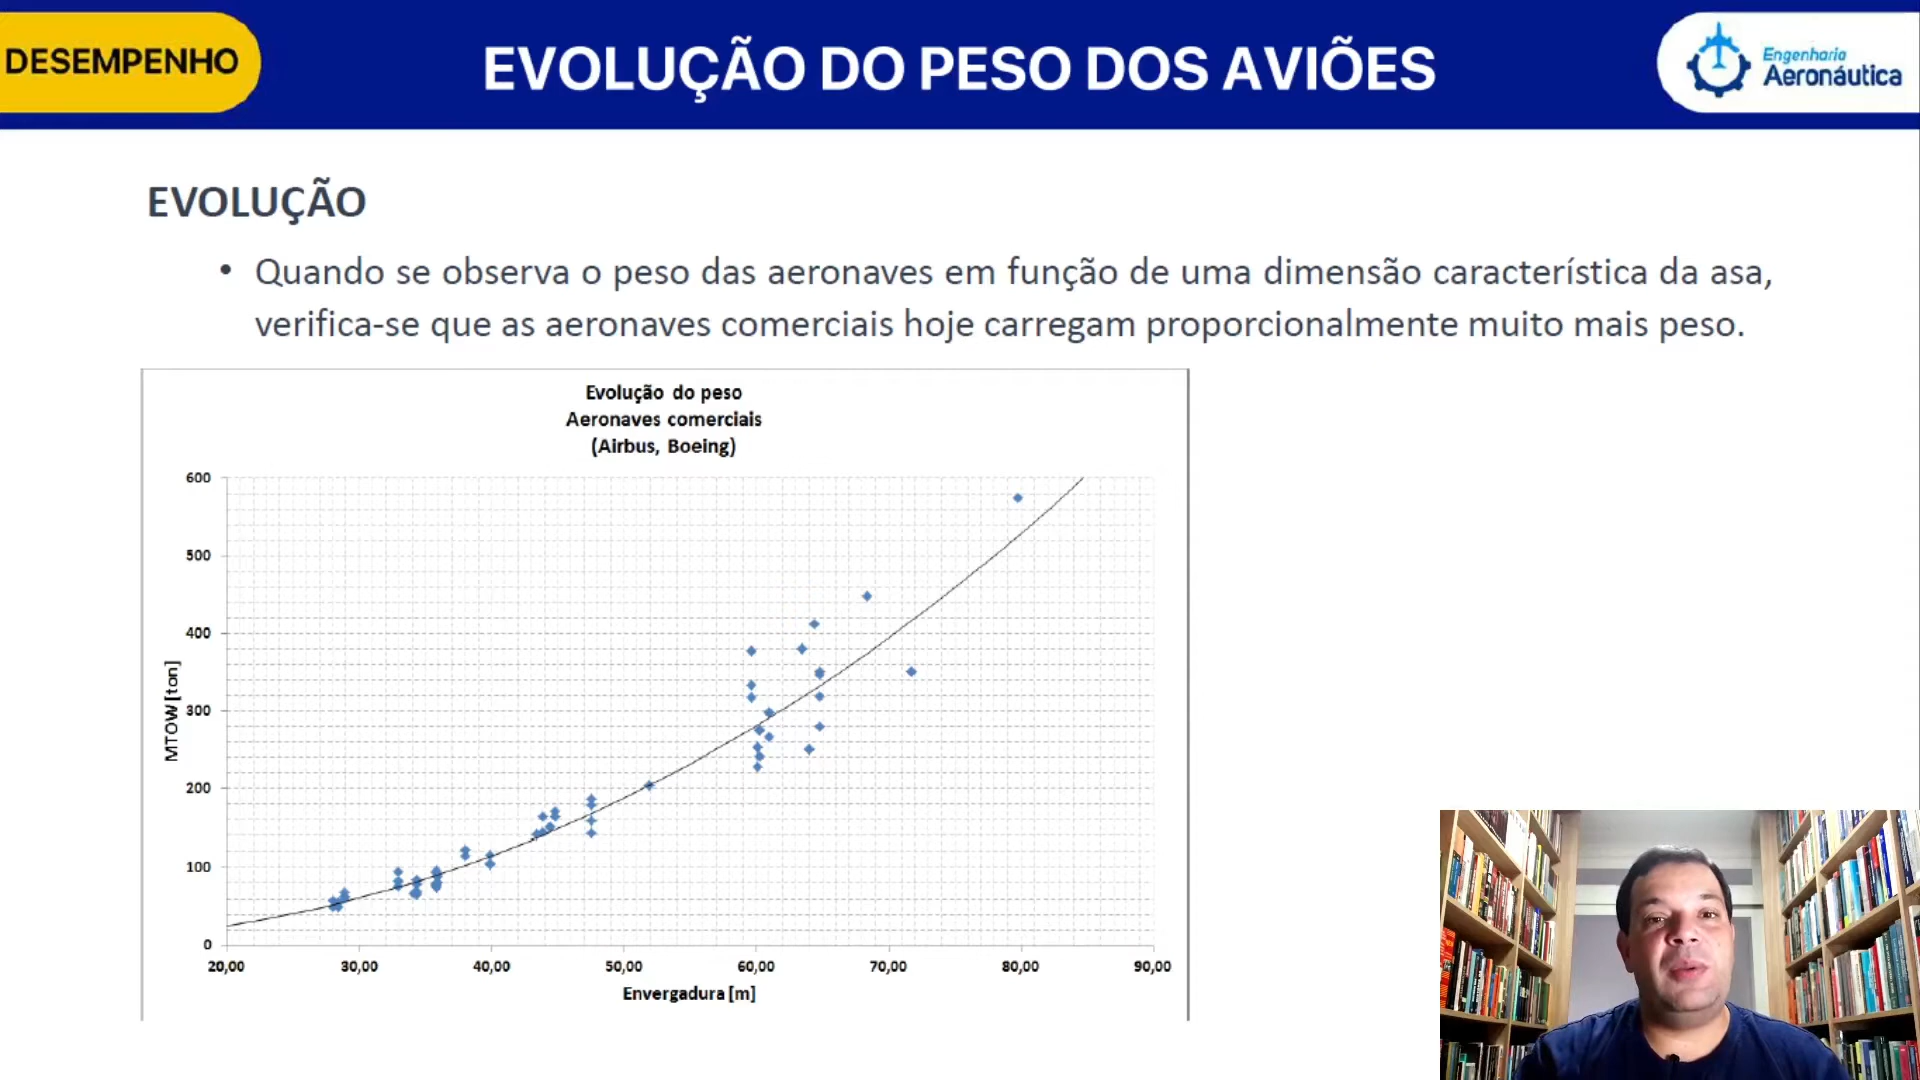 DESEMPENHO
EVOLUÇÃO DO PESO DOS AVIÕES
Engenharia
Aeronáutica
EVOLUÇÃO
• Quando se observa o peso das aeronaves em função de uma dimensão característica da asa,
verifica-se que as aeronaves comerciais hoje carregam proporcionalmente muito mais peso.
Evolução do peso
Aeronaves comerciais
(Airbus, Boeing)
600
500
400
300
200
100
0
MTOW [ton]
20,00 30,00 40,00 50,00 60,00 70,00 80,00 90,00
Envergadura [m]